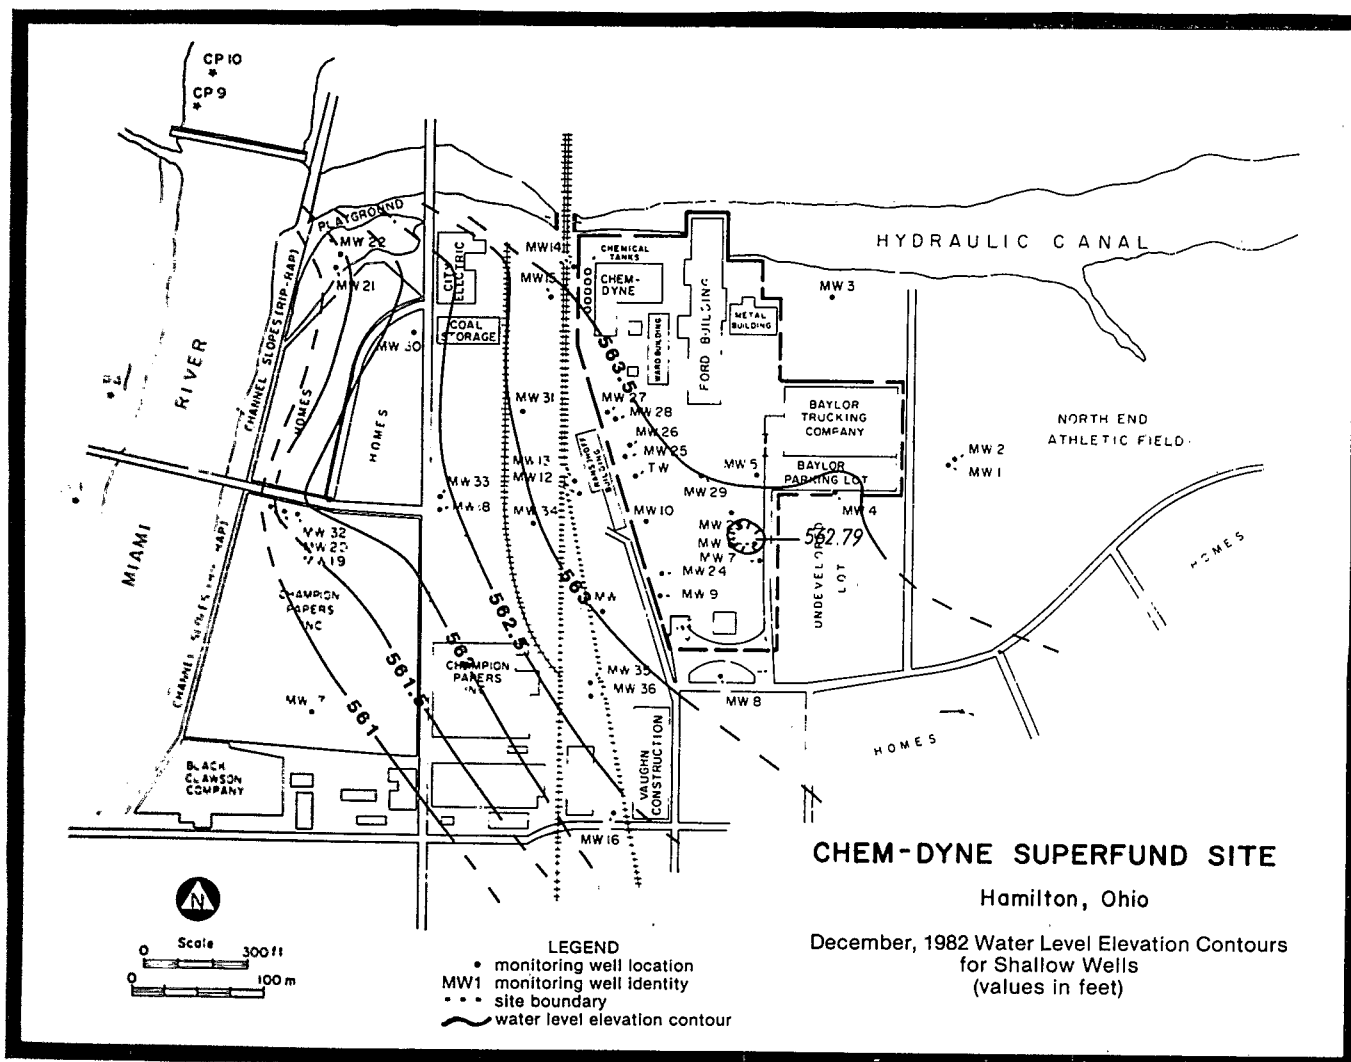 CP 10
CP 9
PLAYGROUND
MW 22
MW 21
CHANNEL SLOPES (RIP-RAP)
RIVER
MIAMI
HOMES
HOMES
CITY
ELECTRIC
COAL
STORAGE
MW14
MW15
CHEMICAL
TANKS
CHEM-
DYNE
WARD BUILDING
FORD BUILDING
METAL
BUILDING
HYDRAULIC CANAL
MW 3
563.5
MW 31
MW 27
MW 28
MW 26
MW 25
TW
MW 13
MW 12
MW 33
MW 34
MW 10
MW 29
MW 5
BAYLOR
TRUCKING
COMPANY
BAYLOR
PARKING LOT
MW 4
NORTH END
ATHLETIC FIELD
MW 2
MW 1
562.79
MW 7
MW 24
MW 9
UNDEVELOPED
LOT
HOMES
MW 32
MW 20
MW 19
CHAMPION
PAPERS
INC
563
562.5
562
561.5
561
CHAMPION
PAPERS
INC
MW 35
MW 36
MW 8
HOMES
VAUGHN
CONSTRUCTION
MW16
BLACK
CLAWSON
COMPANY
CHEM-DYNE SUPERFUND SITE
Hamilton, Ohio
December, 1982 Water Level Elevation Contours
for Shallow Wells
(values in feet)
N
Scale
0 300 ft
0 100 m
LEGEND
monitoring well location
MW1 monitoring well identity
site boundary
water level elevation contour